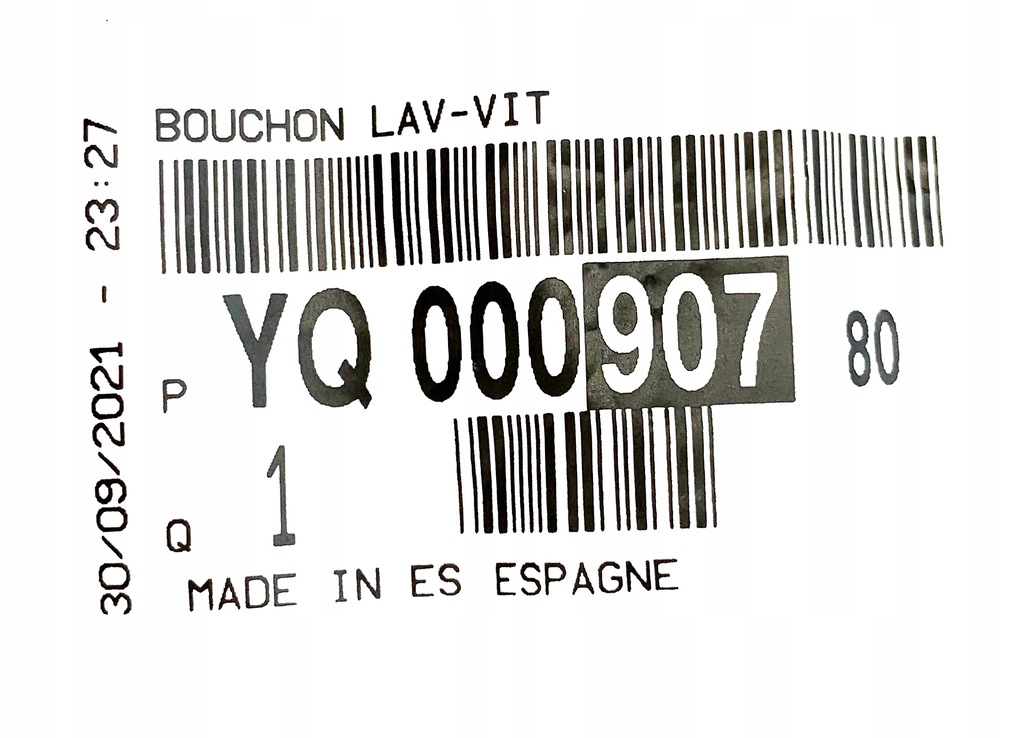 BOUCHON LAV-VIT
P YQ 000907 80
Q 1
MADE IN ES ESPAGNE
30/09/2021 - 23:27